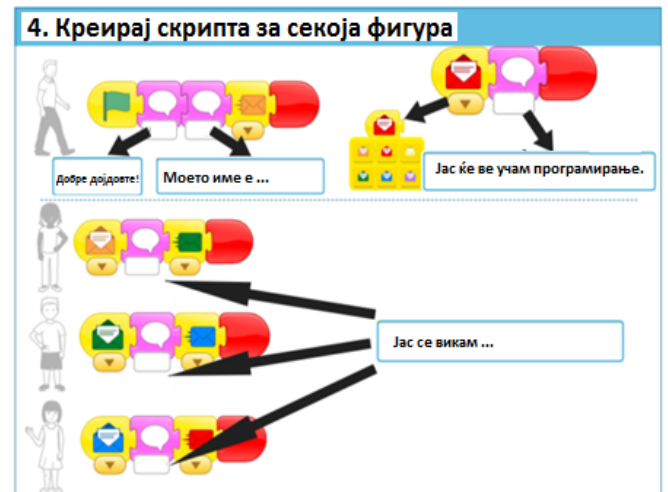 4. Креирај скрипта за секоја фигура
Добре дојдовте!
Моето име е ...
Јас ќе ве учам програмирање.
Јас се викам ...